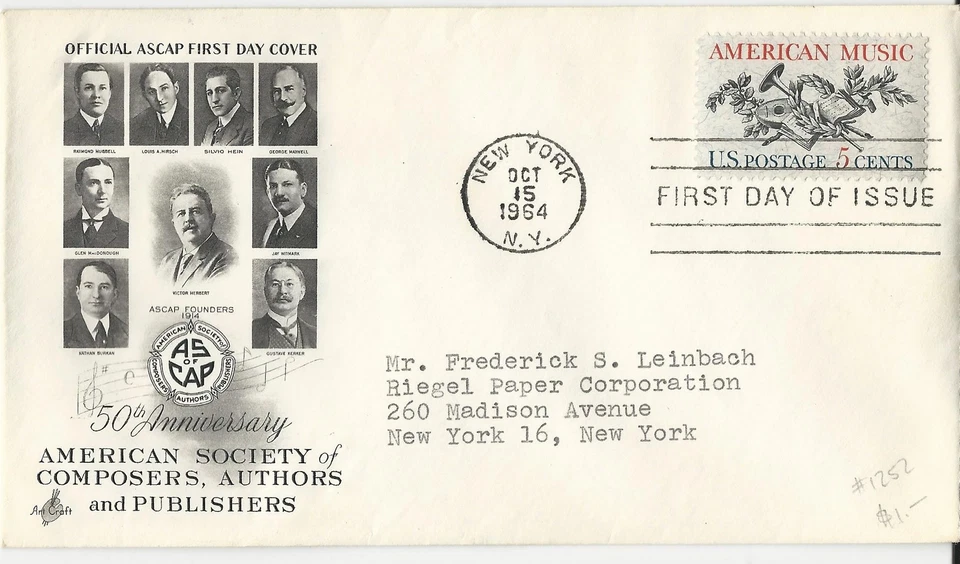 OFFICIAL ASCAP FIRST DAY COVER
RAYMOND HUBBELL
LOUIS A. HIRSCH
SILVIO HEIN
GEORGE MAXWELL
GLEN MacDONOUGH
JAY WITMARK
VICTOR HERBERT
NATHAN BURKAN
GUSTAVE KERKER
ASCAP FOUNDERS
1914
AMERICAN SOCIETY OF
COMPOSERS
AUTHORS
PUBLISHERS
AS
OF
CAP
50th Anniversary
AMERICAN SOCIETY of
COMPOSERS, AUTHORS
and PUBLISHERS
Art Craft
NEW YORK
OCT
15
1964
N.Y.
AMERICAN MUSIC
U.S. POSTAGE 5 CENTS
FIRST DAY OF ISSUE
Mr. Frederick S. Leinbach
Riegel Paper Corporation
260 Madison Avenue
New York 16, New York
#1252
$1.—